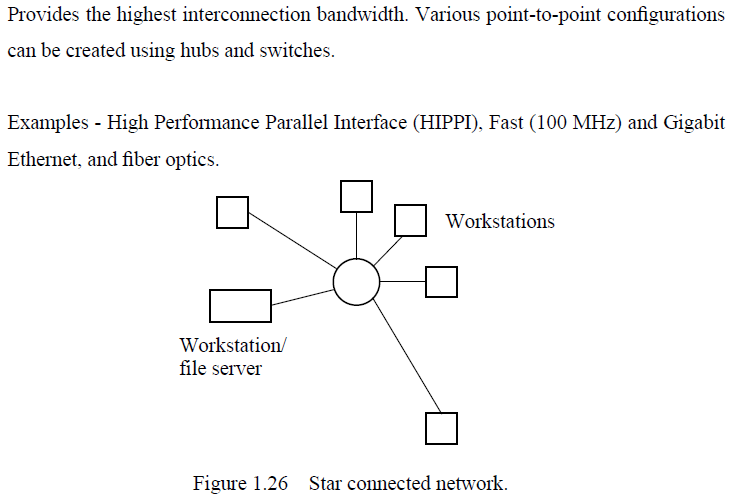 Provides the highest interconnection bandwidth. Various point-to-point configurations
can be created using hubs and switches.
Examples - High Performance Parallel Interface (HIPPI), Fast (100 MHz) and Gigabit
Ethernet, and fiber optics.
Workstations
Workstation/
file server
Figure 1.26 Star connected network.